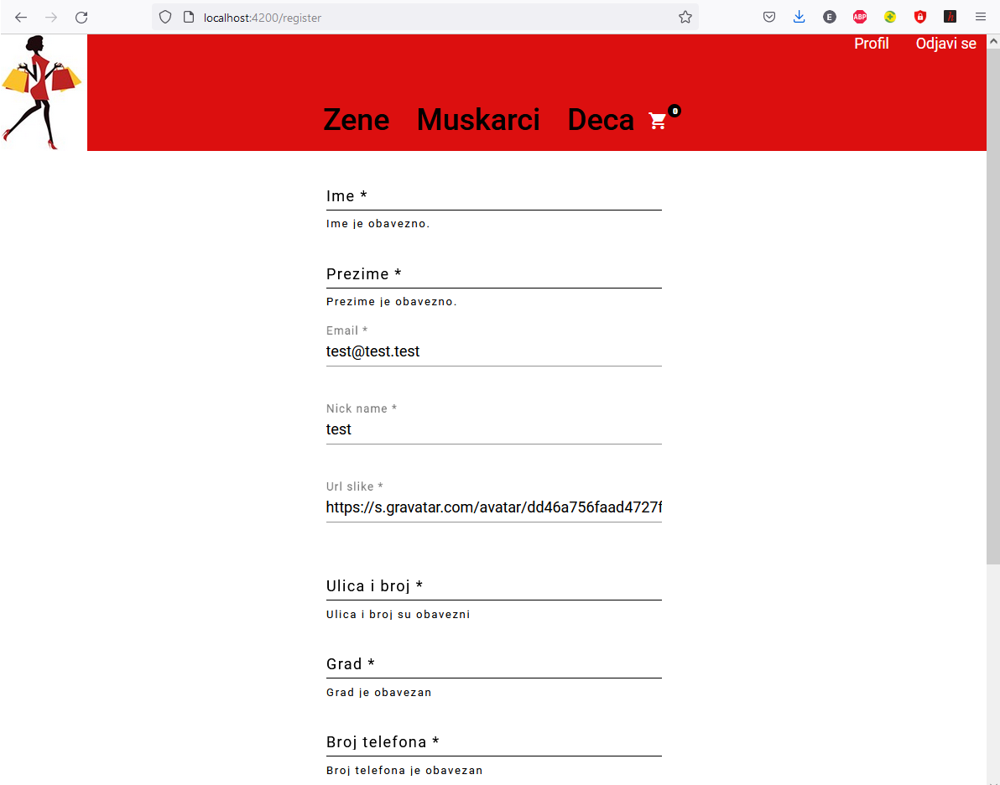 localhost:4200/register
E
ABP
h
Profil Odjavi se
Zene Muskarci Deca 0
Ime *
Ime je obavezno.
Prezime *
Prezime je obavezno.
Email *
test@test.test
Nick name *
test
Url slike *
https://s.gravatar.com/avatar/dd46a756faad4727f
Ulica i broj *
Ulica i broj su obavezni
Grad *
Grad je obavezan
Broj telefona *
Broj telefona je obavezan